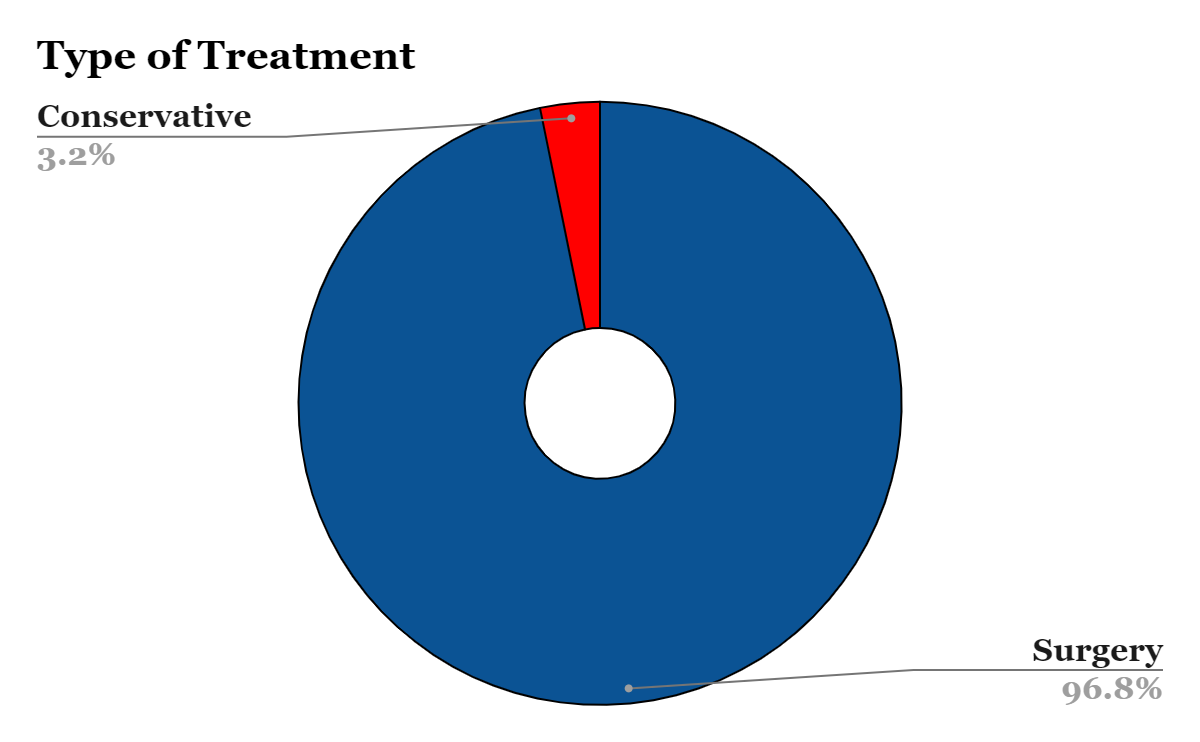 Type of Treatment
Conservative
3.2%
Surgery
96.8%